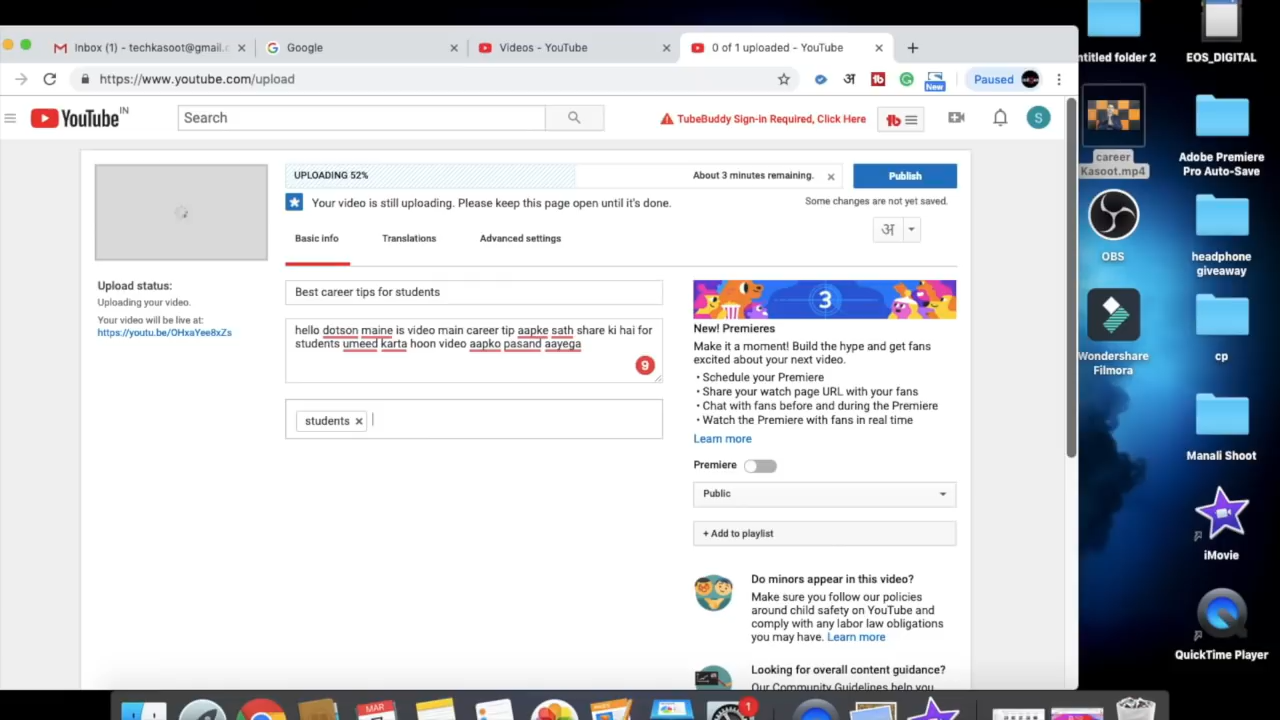 Inbox (1) - techkasoot@gmail.c
Google
Videos - YouTube
0 of 1 uploaded - YouTube
https://www.youtube.com/upload
अ
New
Paused
YouTube IN
Search
TubeBuddy Sign-In Required, Click Here
tb
S
UPLOADING 52%
About 3 minutes remaining.
Publish
Your video is still uploading. Please keep this page open until it's done.
Some changes are not yet saved.
Basic info
Translations
Advanced settings
अ
Upload status:
Uploading your video.
Your video will be live at:
https://youtu.be/0HxaYee8xZs
Best career tips for students
hello dotson maine is video main career tip aapke sath share ki hai for
students umeed karta hoon video aapko pasand aayega
9
students
3
New! Premieres
Make it a moment! Build the hype and get fans
excited about your next video.
• Schedule your Premiere
• Share your watch page URL with your fans
• Chat with fans before and during the Premiere
• Watch the Premiere with fans in real time
Learn more
Premiere
Public
+ Add to playlist
Do minors appear in this video?
Make sure you follow our policies
around child safety on YouTube and
comply with any labor law obligations
you may have. Learn more
Looking for overall content guidance?
Our Community Guidelines help you
ntitled folder 2
EOS_DIGITAL
career
Kasoot.mp4
Adobe Premiere
Pro Auto-Save
OBS
headphone
giveaway
Wondershare
Filmora
cp
Manali Shoot
iMovie
QuickTime Player
MAR
1